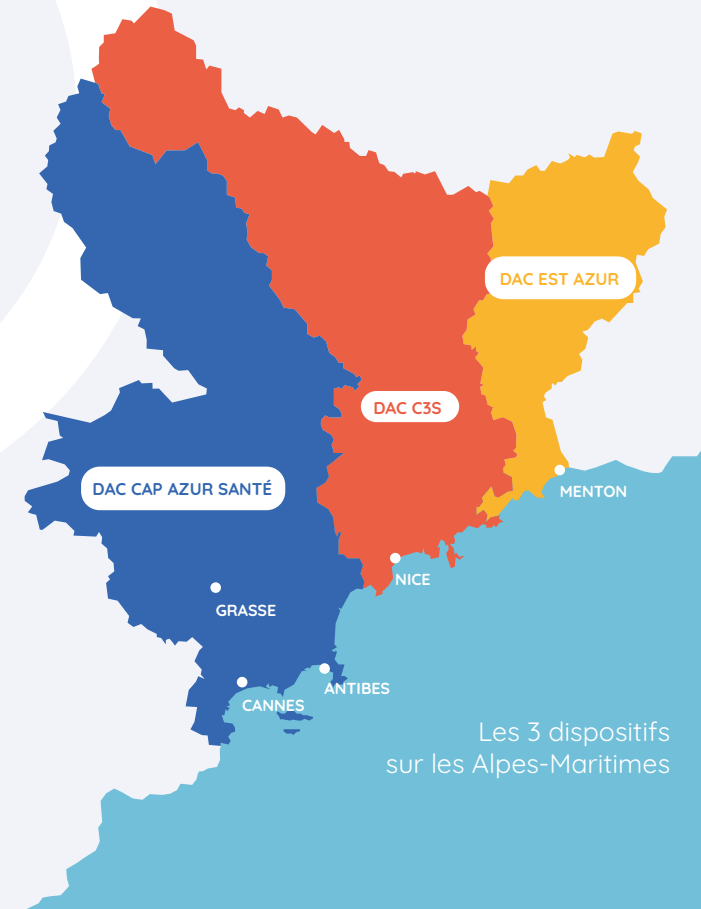 DAC EST AZUR
DAC C3S
DAC CAP AZUR SANTÉ
MENTON
NICE
GRASSE
ANTIBES
CANNES
Les 3 dispositifs
sur les Alpes-Maritimes